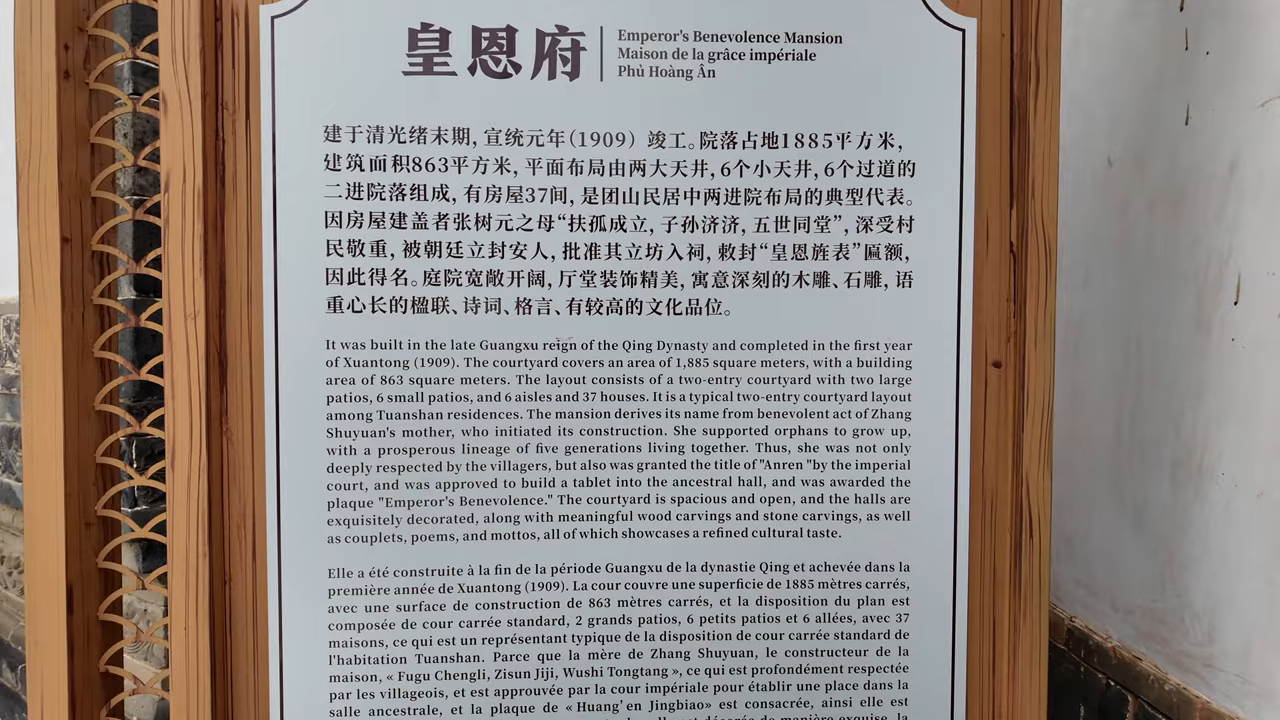 皇恩府
Emperor's Benevolence Mansion
Maison de la grâce impériale
Phủ Hoàng Ân
建于清光绪末期, 宣统元年(1909) 竣工。院落占地1885平方米,
建筑面积863平方米, 平面布局由两大天井, 6个小天井, 6个过道的
二进院落组成, 有房屋37间, 是团山民居中两进院布局的典型代表。
因房屋建盖者张树元之母“扶孤成立, 子孙济济, 五世同堂”, 深受村
民敬重, 被朝廷立封安人, 批准其立坊入祠, 敕封“皇恩旌表”匾额,
因此得名。庭院宽敞开阔, 厅堂装饰精美, 寓意深刻的木雕、石雕, 语
重心长的楹联、诗词、格言、有较高的文化品位。
It was built in the late Guangxu reign of the Qing Dynasty and completed in the first year
of Xuantong (1909). The courtyard covers an area of 1,885 square meters, with a building
area of 863 square meters. The layout consists of a two-entry courtyard with two large
patios, 6 small patios, and 6 aisles and 37 houses. It is a typical two-entry courtyard layout
among Tuanshan residences. The mansion derives its name from benevolent act of Zhang
Shuyuan's mother, who initiated its construction. She supported orphans to grow up,
with a prosperous lineage of five generations living together. Thus, she was not only
deeply respected by the villagers, but also was granted the title of "Anren "by the imperial
court, and was approved to build a tablet into the ancestral hall, and was awarded the
plaque "Emperor's Benevolence." The courtyard is spacious and open, and the halls are
exquisitely decorated, along with meaningful wood carvings and stone carvings, as well
as couplets, poems, and mottos, all of which showcases a refined cultural taste.
Elle a été construite à la fin de la période Guangxu de la dynastie Qing et achevée dans la
première année de Xuantong (1909). La cour couvre une superficie de 1885 mètres carrés,
avec une surface de construction de 863 mètres carrés, et la disposition du plan est
composée de cour carrée standard, 2 grands patios, 6 petits patios et 6 allées, avec 37
maisons, ce qui est un représentant typique de la disposition de cour carrée standard de
l'habitation Tuanshan. Parce que la mère de Zhang Shuyuan, le constructeur de la
maison, « Fugu Chengli, Zisun Jiji, Wushi Tongtang », ce qui est profondément respectée
par les villageois, et est approuvée par la cour impériale pour établir une place dans la
salle ancestrale, et la plaque de « Huang'en Jingbiao» est consacrée, ainsi elle est